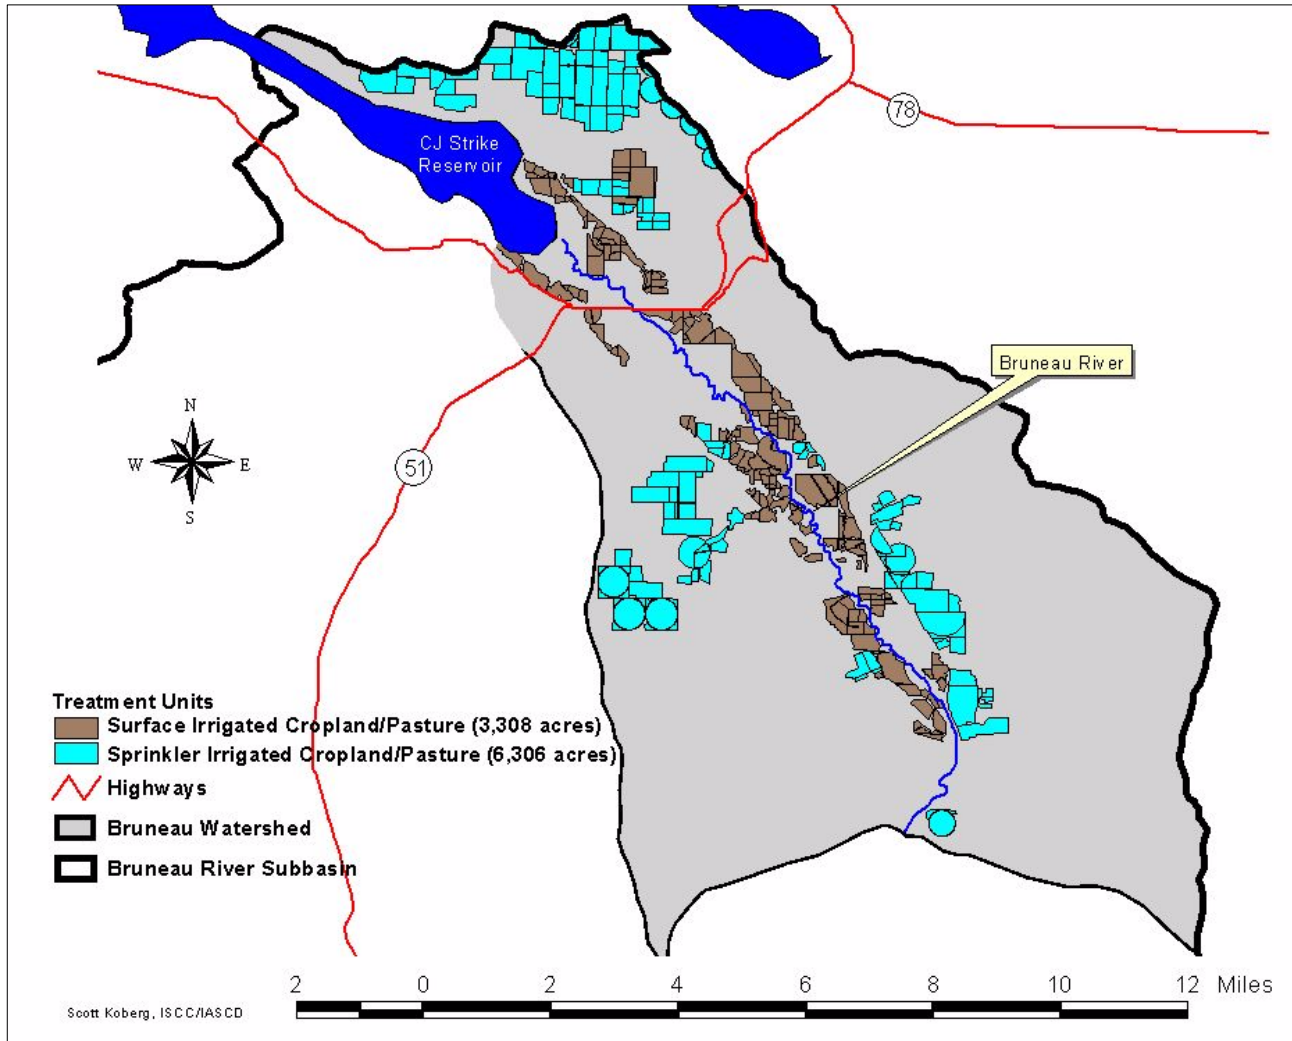 78
CJ Strike
Reservoir
Bruneau River
N
W E
S
51
Treatment Units
Surface Irrigated Cropland/Pasture (3,308 acres)
Sprinkler Irrigated Cropland/Pasture (6,306 acres)
Highways
Bruneau Watershed
Bruneau River Subbasin
2 0 2 4 6 8 10 12 Miles
Scott Koberg, ISCC/IASCD